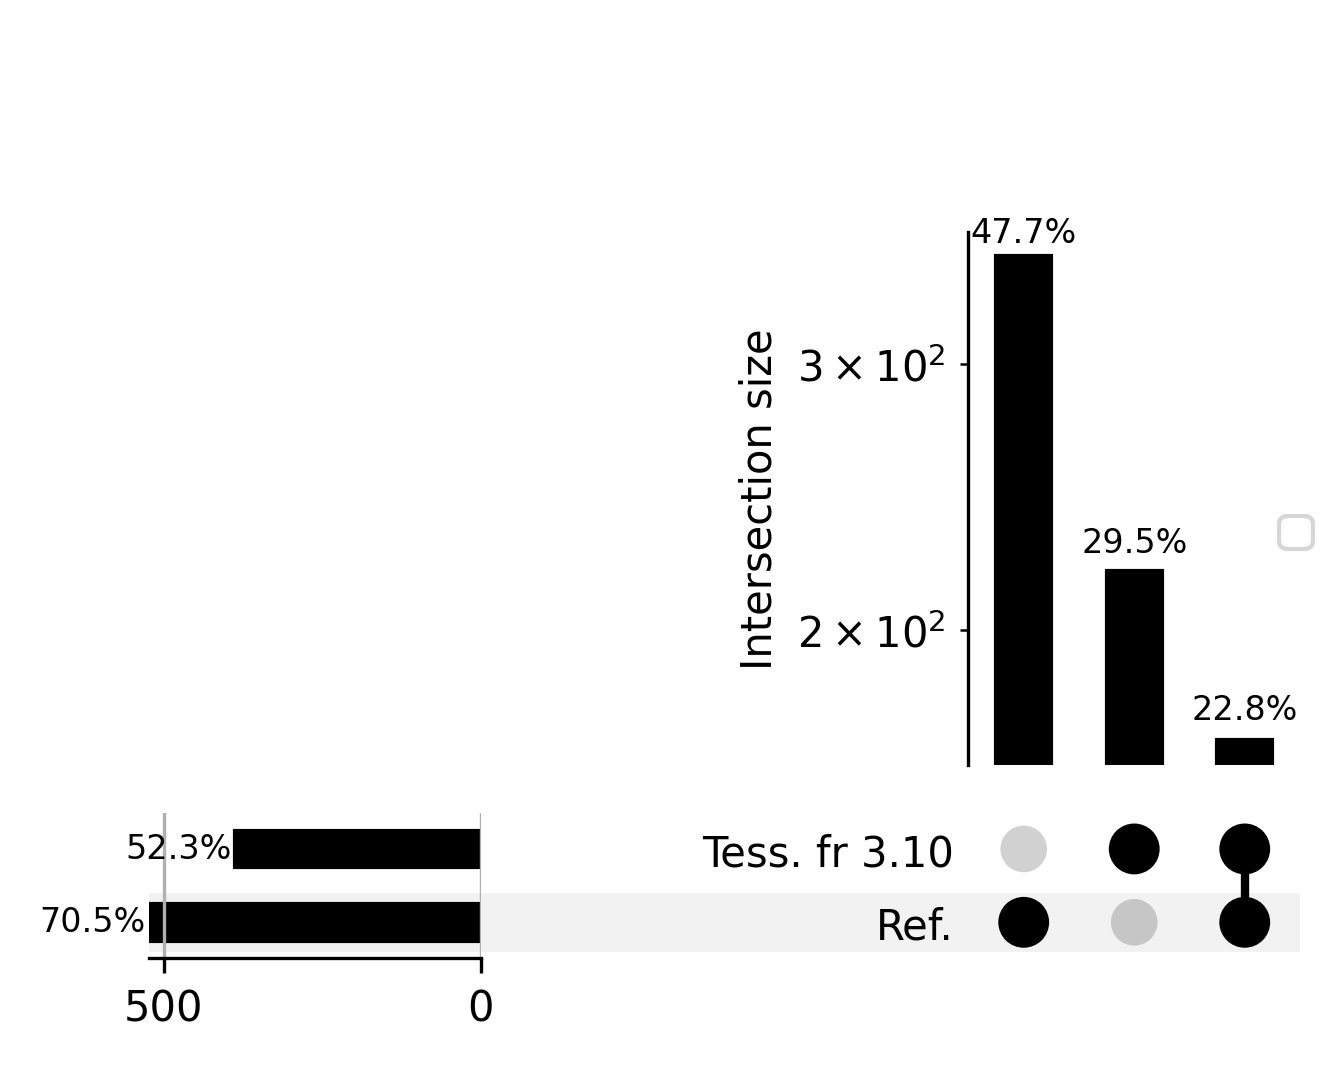 47.7%
3 × 10²
Intersection size
29.5%
2 × 10²
22.8%
52.3%
Tess. fr 3.10
70.5%
Ref.
500
0